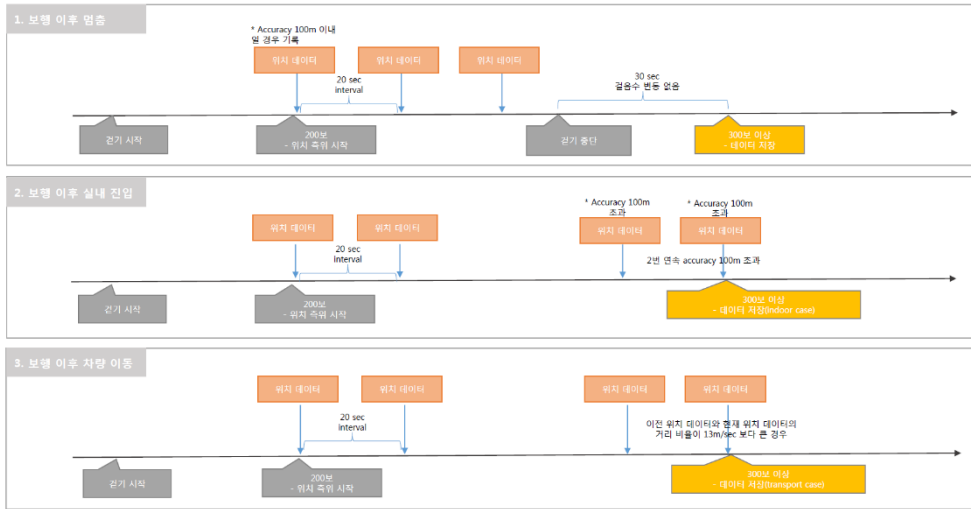 1. 보행 이후 멈춤
* Accuracy 100m 이내
일 경우 기록
위치 데이터
위치 데이터
위치 데이터
20 sec
interval
30 sec
걸음수 변동 없음
걷기 시작
200보
- 위치 측위 시작
걷기 중단
300보 이상
- 데이터 저장
2. 보행 이후 실내 진입
* Accuracy 100m
초과
* Accuracy 100m
초과
위치 데이터
위치 데이터
위치 데이터
위치 데이터
20 sec
interval
2번 연속 accuracy 100m 초과
걷기 시작
200보
- 위치 측위 시작
300보 이상
- 데이터 저장(indoor case)
3. 보행 이후 차량 이동
위치 데이터
위치 데이터
위치 데이터
위치 데이터
20 sec
interval
이전 위치 데이터와 현재 위치 데이터의
거리 비율이 13m/sec 보다 큰 경우
걷기 시작
200보
- 위치 측위 시작
300보 이상
- 데이터 저장(transport case)